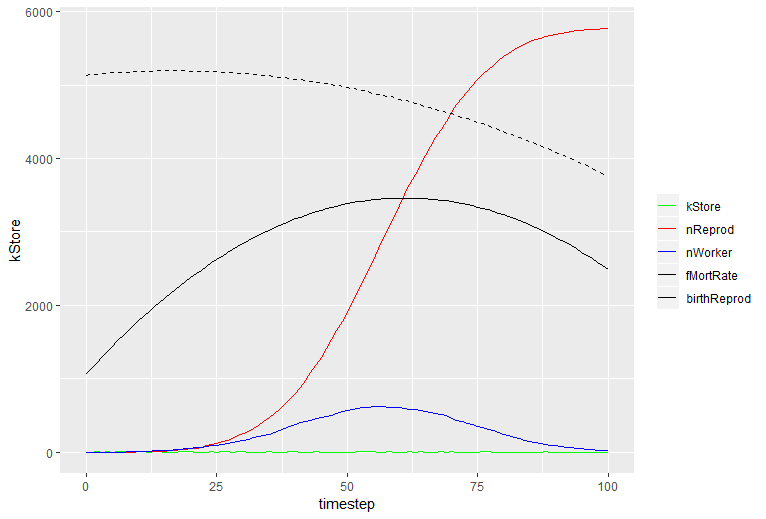 6000
4000
2000
0
kStore
0
25
50
75
100
timestep
kStore
nReprod
nWorker
fMortRate
birthReprod